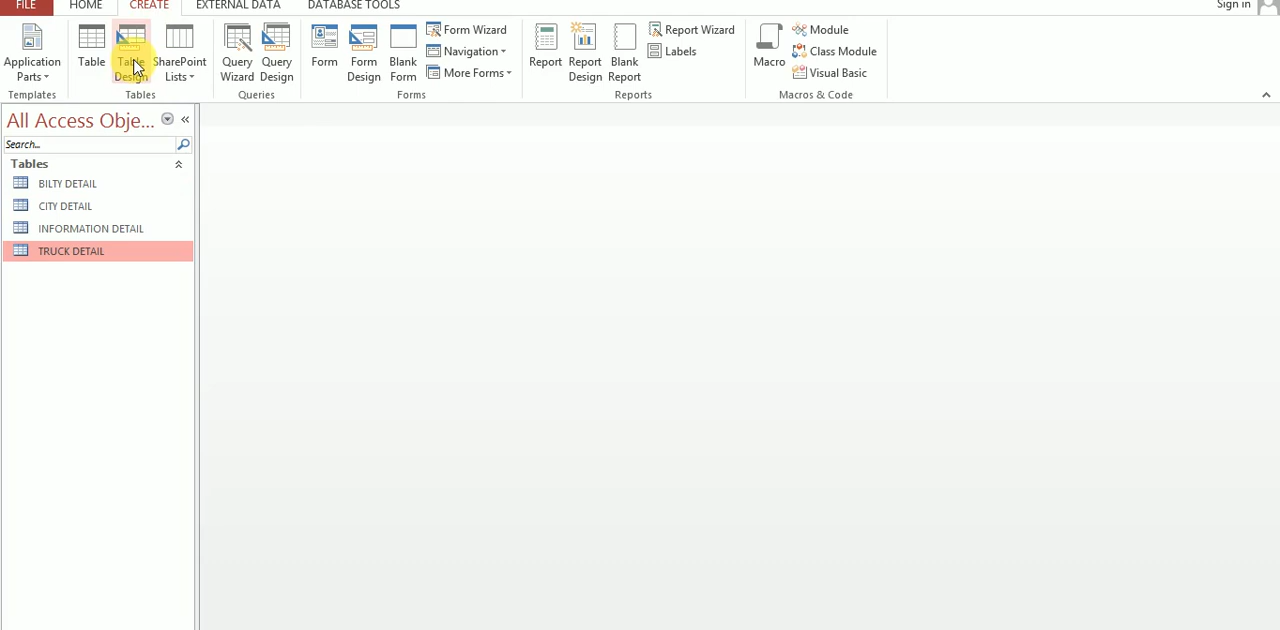 FILE HOME CREATE EXTERNAL DATA DATABASE TOOLS Sign in
Application Parts
Table
Table Design
SharePoint Lists
Templates
Tables
Query Wizard
Query Design
Queries
Form
Form Design
Blank Form
Form Wizard
Navigation
More Forms
Forms
Report
Report Design
Blank Report
Report Wizard
Labels
Reports
Macro
Module
Class Module
Visual Basic
Macros & Code
All Access Obje...
Search...
Tables
BILTY DETAIL
CITY DETAIL
INFORMATION DETAIL
TRUCK DETAIL